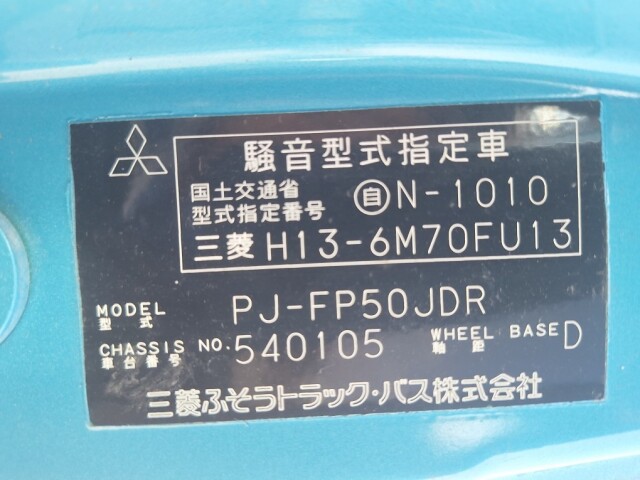 騒音型式指定車
国土交通省
型式指定番号 自 N-1010
三菱 H13-6M70FU13
MODEL
型式 PJ-FP50JDR
CHASSIS NO. 540105 WHEEL BASE D
車台番号 軸距
三菱ふそうトラック・バス株式会社